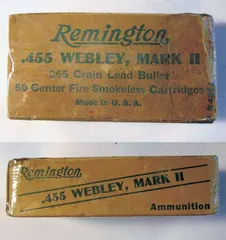 Remington,
.455 WEBLEY, MARK II
265 Grain Lead Bullet
50 Center Fire Smokeless Cartridges
Made in U.S.A.
Remington,
.455 WEBLEY, MARK II
Ammunition